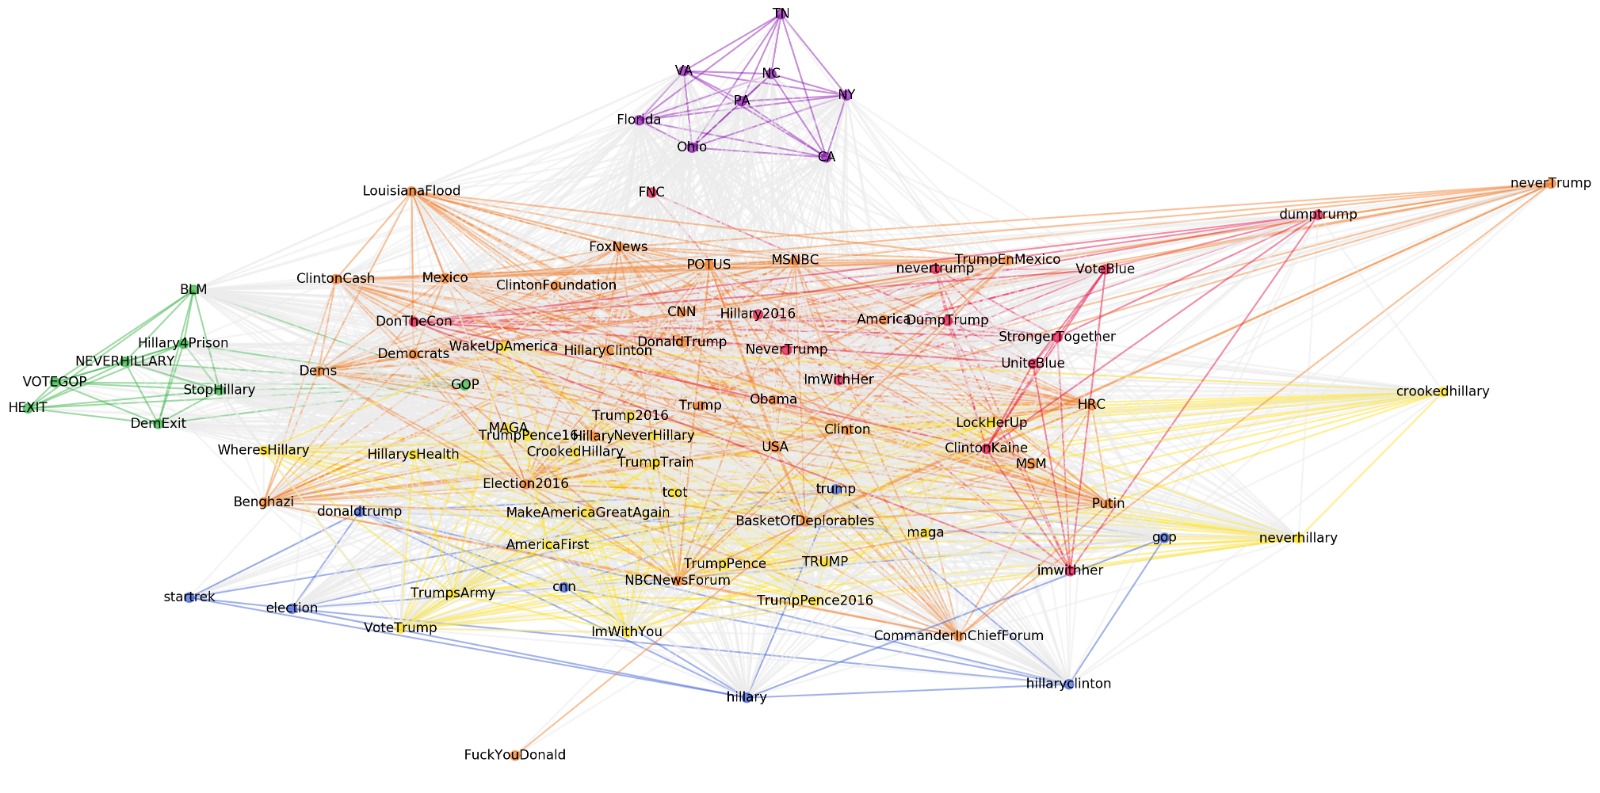 TN
VA
NC
PA
NY
Florida
Ohio
CA
neverTrump
LouisianaFlood
FNC
dumptrump
FoxNews
POTUS
MSNBC
TrumpEnMexico
nevertrump
VoteBlue
ClintonCash
Mexico
ClintonFoundation
BLM
CNN
Hillary2016
America
DumpTrump
DonTheCon
StrongerTogether
Hillary4Prison
DonaldTrump
WakeUpAmerica
HillaryClinton
NeverTrump
Democrats
NEVERHILLARY
UniteBlue
Dems
VOTEGOP
ImWithHer
GOP
StopHillary
crookedhillary
Obama
HEXIT
Trump
HRC
Trump2016
DemExit
LockHerUp
MAGA
Clinton
TrumpPence16
Hillary
NeverHillary
WheresHillary
HillarysHealth
CrookedHillary
USA
ClintonKaine
TrumpTrain
MSM
Election2016
trump
tcot
Benghazi
Putin
donaldtrump
MakeAmericaGreatAgain
BasketOfDeplorables
maga
gop
neverhillary
AmericaFirst
TrumpPence
TRUMP
imwithher
NBCNewsForum
cnn
TrumpsArmy
startrek
TrumpPence2016
election
VoteTrump
ImWithYou
CommanderInChiefForum
hillaryclinton
hillary
FuckYouDonald